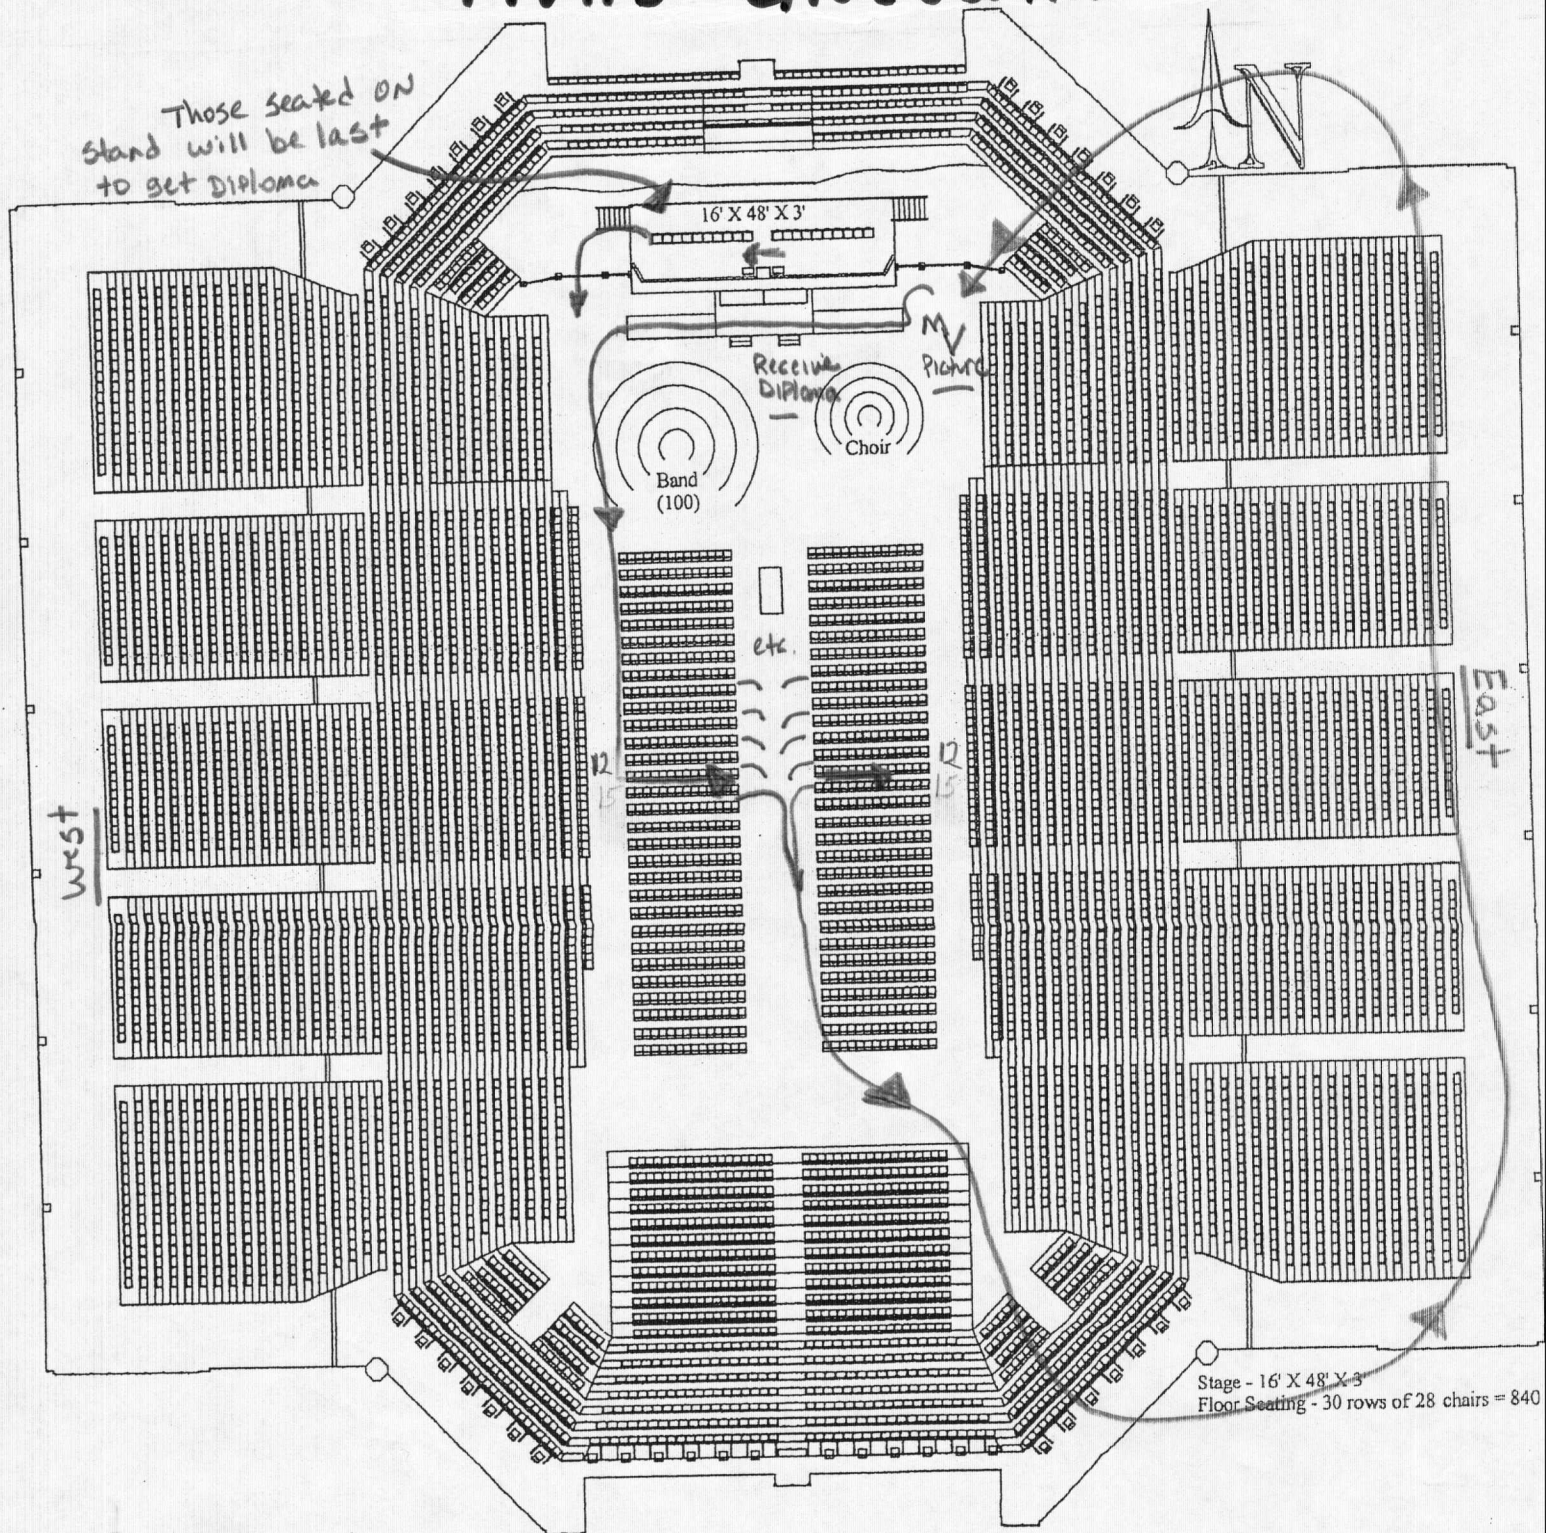 Those seated ON
Stand will be last
to get Diploma
AN
16' X 48' X 3'
Receive
Diploma
Picture
Choir
Band
(100)
etc.
East
12
15
12
15
West
Stage - 16' X 48' X 3'
Floor Seating - 30 rows of 28 chairs = 840